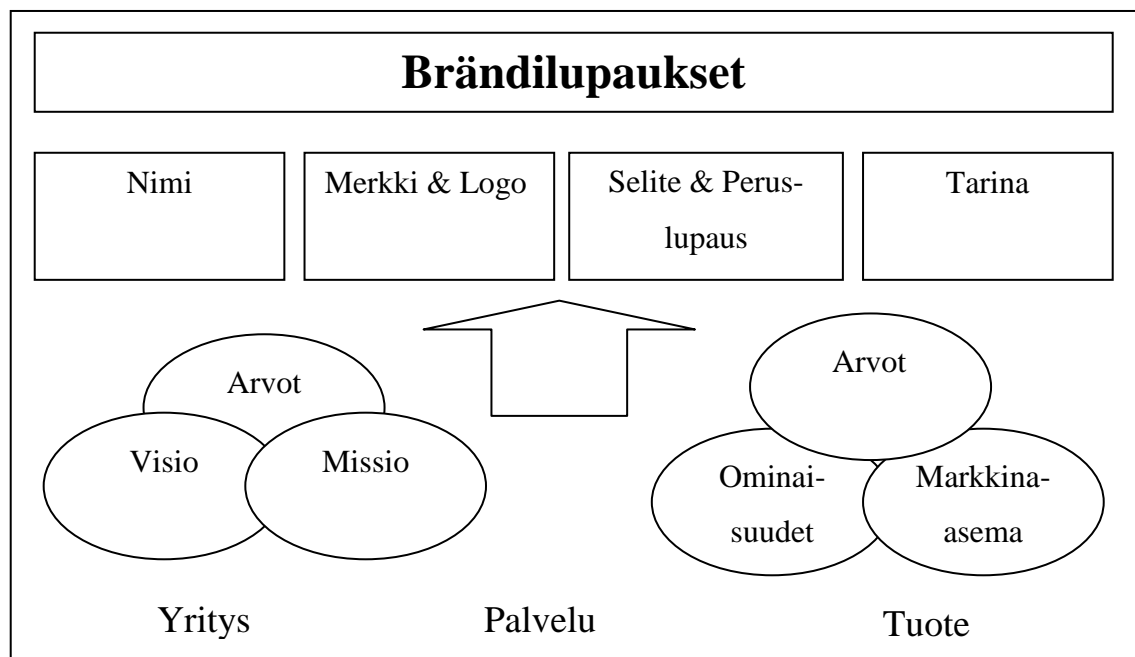 Brändilupaukset
Nimi
Merkki & Logo
Selite & Perus-
lupaus
Tarina
Arvot
Visio
Missio
Arvot
Ominai-
suudet
Markkina-
asema
Yritys
Palvelu
Tuote